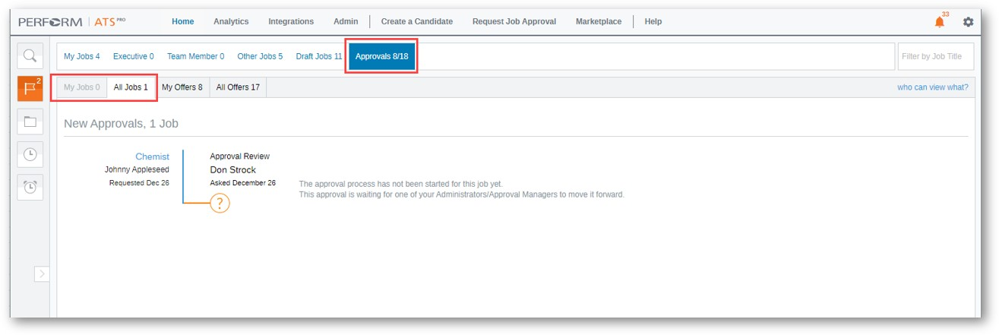 PERFORM | ATS PRO
Home Analytics Integrations Admin Create a Candidate Request Job Approval Marketplace Help
33
My Jobs 4 Executive 0 Team Member 0 Other Jobs 5 Draft Jobs 11 Approvals 8/18 Filter by Job Title
2
My Jobs 0 All Jobs 1 My Offers 8 All Offers 17 who can view what?
New Approvals, 1 Job
Chemist Approval Review
Johnny Appleseed Don Strock
Requested Dec 26 Asked December 26 The approval process has not been started for this job yet.
This approval is waiting for one of your Administrators/Approval Managers to move it forward.
?